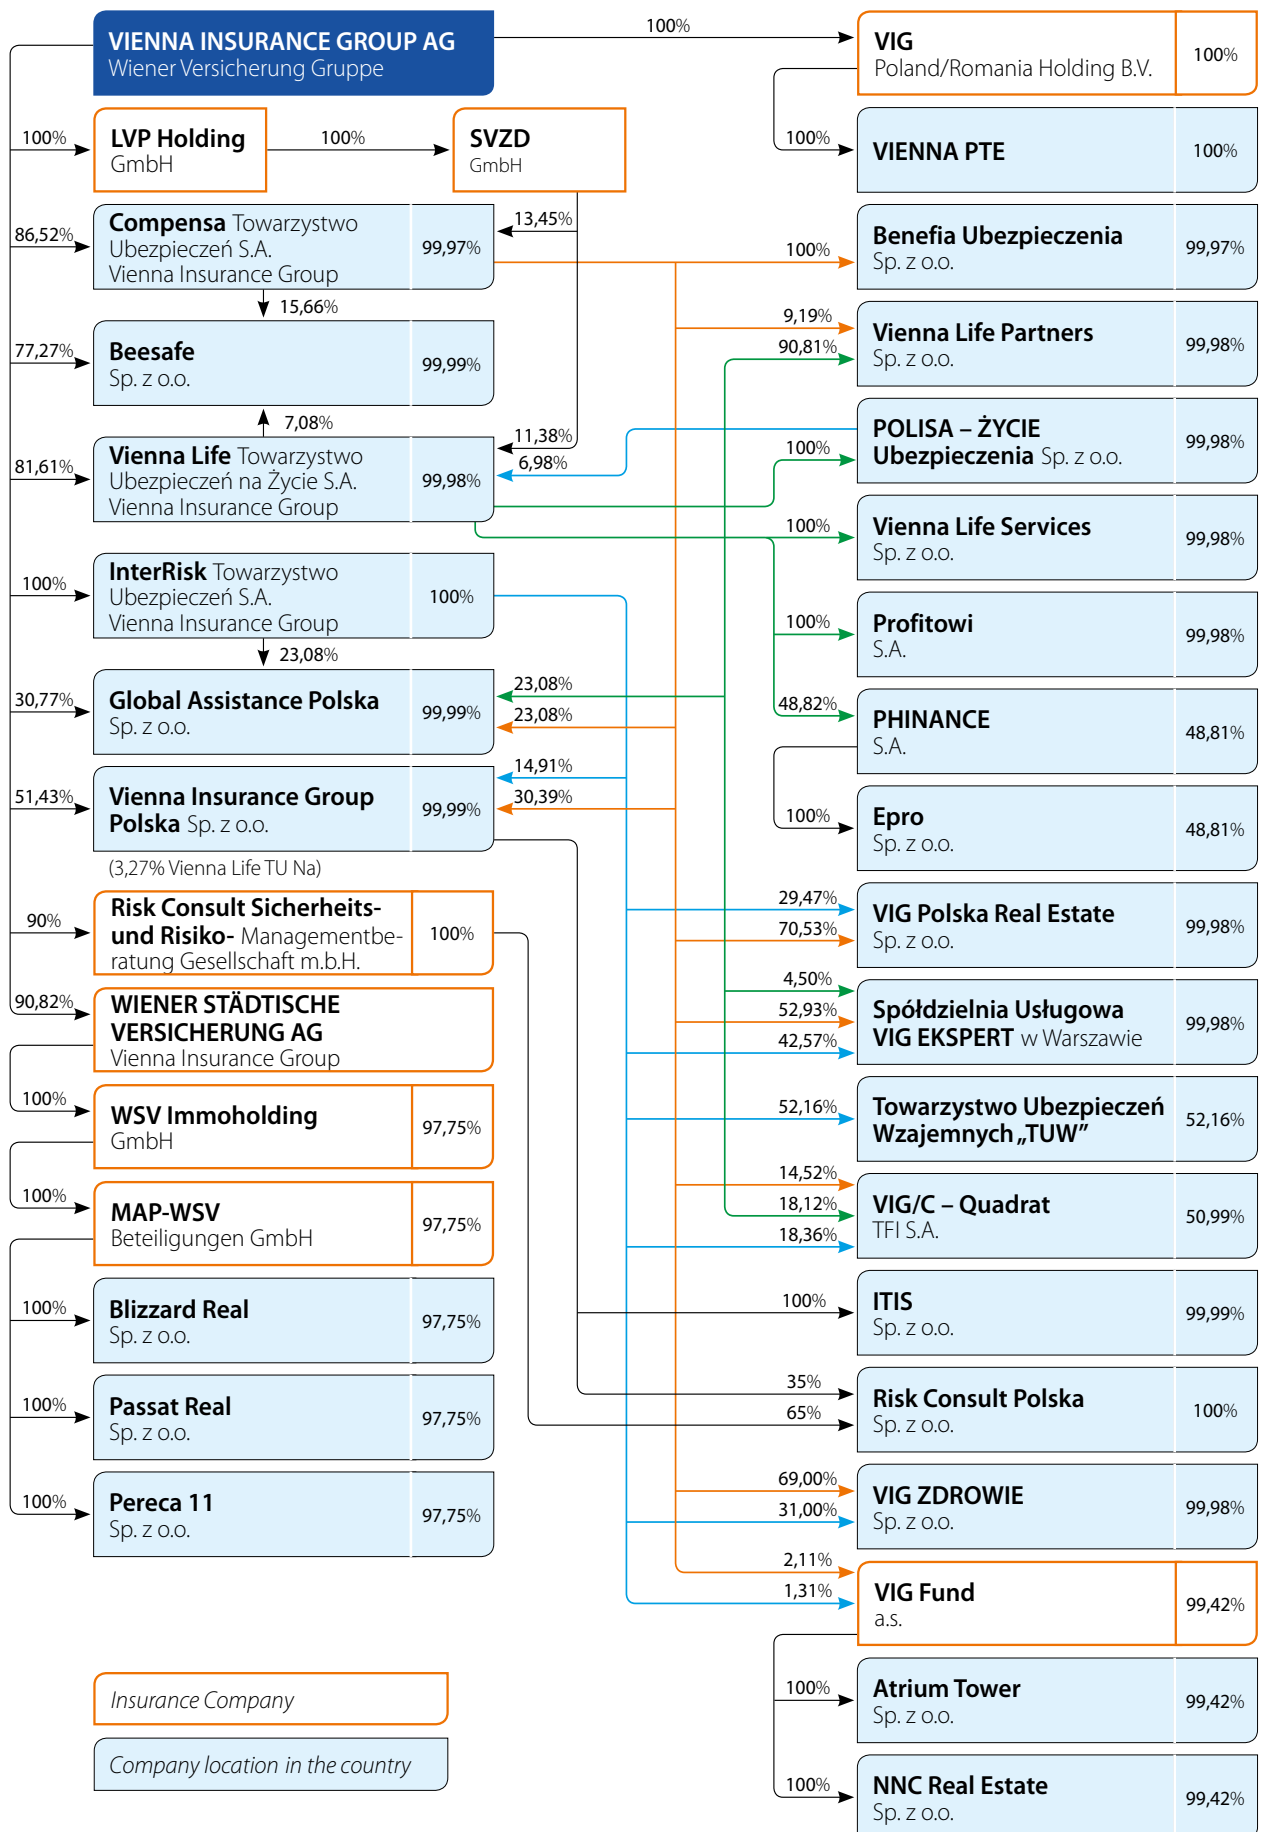 VIENNA INSURANCE GROUP AG
Wiener Versicherung Gruppe
100%
VIG
Poland/Romania Holding B.V.
100%
100%
LVP Holding
GmbH
100%
SVZD
GmbH
100%
VIENNA PTE
100%
86,52%
Compensa Towarzystwo
Ubezpieczeń S.A.
Vienna Insurance Group
99,97%
13,45%
100%
Benefia Ubezpieczenia
Sp. z o.o.
99,97%
15,66%
77,27%
Beesafe
Sp. z o.o.
99,99%
9,19%
90,81%
Vienna Life Partners
Sp. z o.o.
99,98%
7,08%
81,61%
Vienna Life Towarzystwo
Ubezpieczeń na Życie S.A.
Vienna Insurance Group
99,98%
11,38%
6,98%
100%
POLISA – ŻYCIE
Ubezpieczenia Sp. z o.o.
99,98%
100%
Vienna Life Services
Sp. z o.o.
99,98%
100%
InterRisk Towarzystwo
Ubezpieczeń S.A.
Vienna Insurance Group
100%
100%
Profitowi
S.A.
99,98%
23,08%
30,77%
Global Assistance Polska
Sp. z o.o.
99,99%
23,08%
23,08%
48,82%
PHINANCE
S.A.
48,81%
51,43%
Vienna Insurance Group
Polska Sp. z o.o.
99,99%
14,91%
30,39%
(3,27% Vienna Life TU Na)
100%
Epro
Sp. z o.o.
48,81%
90%
Risk Consult Sicherheits-
und Risiko- Managementbe-
ratung Gesellschaft m.b.H.
100%
29,47%
70,53%
VIG Polska Real Estate
Sp. z o.o.
99,98%
90,82%
WIENER STÄDTISCHE
VERSICHERUNG AG
Vienna Insurance Group
4,50%
52,93%
42,57%
Spółdzielnia Usługowa
VIG EKSPERT w Warszawie
99,98%
100%
WSV Immoholding
GmbH
97,75%
52,16%
Towarzystwo Ubezpieczeń
Wzajemnych „TUW”
52,16%
100%
MAP-WSV
Beteiligungen GmbH
97,75%
14,52%
18,12%
18,36%
VIG/C – Quadrat
TFI S.A.
50,99%
100%
Blizzard Real
Sp. z o.o.
97,75%
100%
ITIS
Sp. z o.o.
99,99%
100%
Passat Real
Sp. z o.o.
97,75%
35%
65%
Risk Consult Polska
Sp. z o.o.
100%
100%
Pereca 11
Sp. z o.o.
97,75%
69,00%
31,00%
VIG ZDROWIE
Sp. z o.o.
99,98%
2,11%
1,31%
VIG Fund
a.s.
99,42%
100%
Atrium Tower
Sp. z o.o.
99,42%
100%
NNC Real Estate
Sp. z o.o.
99,42%
Insurance Company
Company location in the country